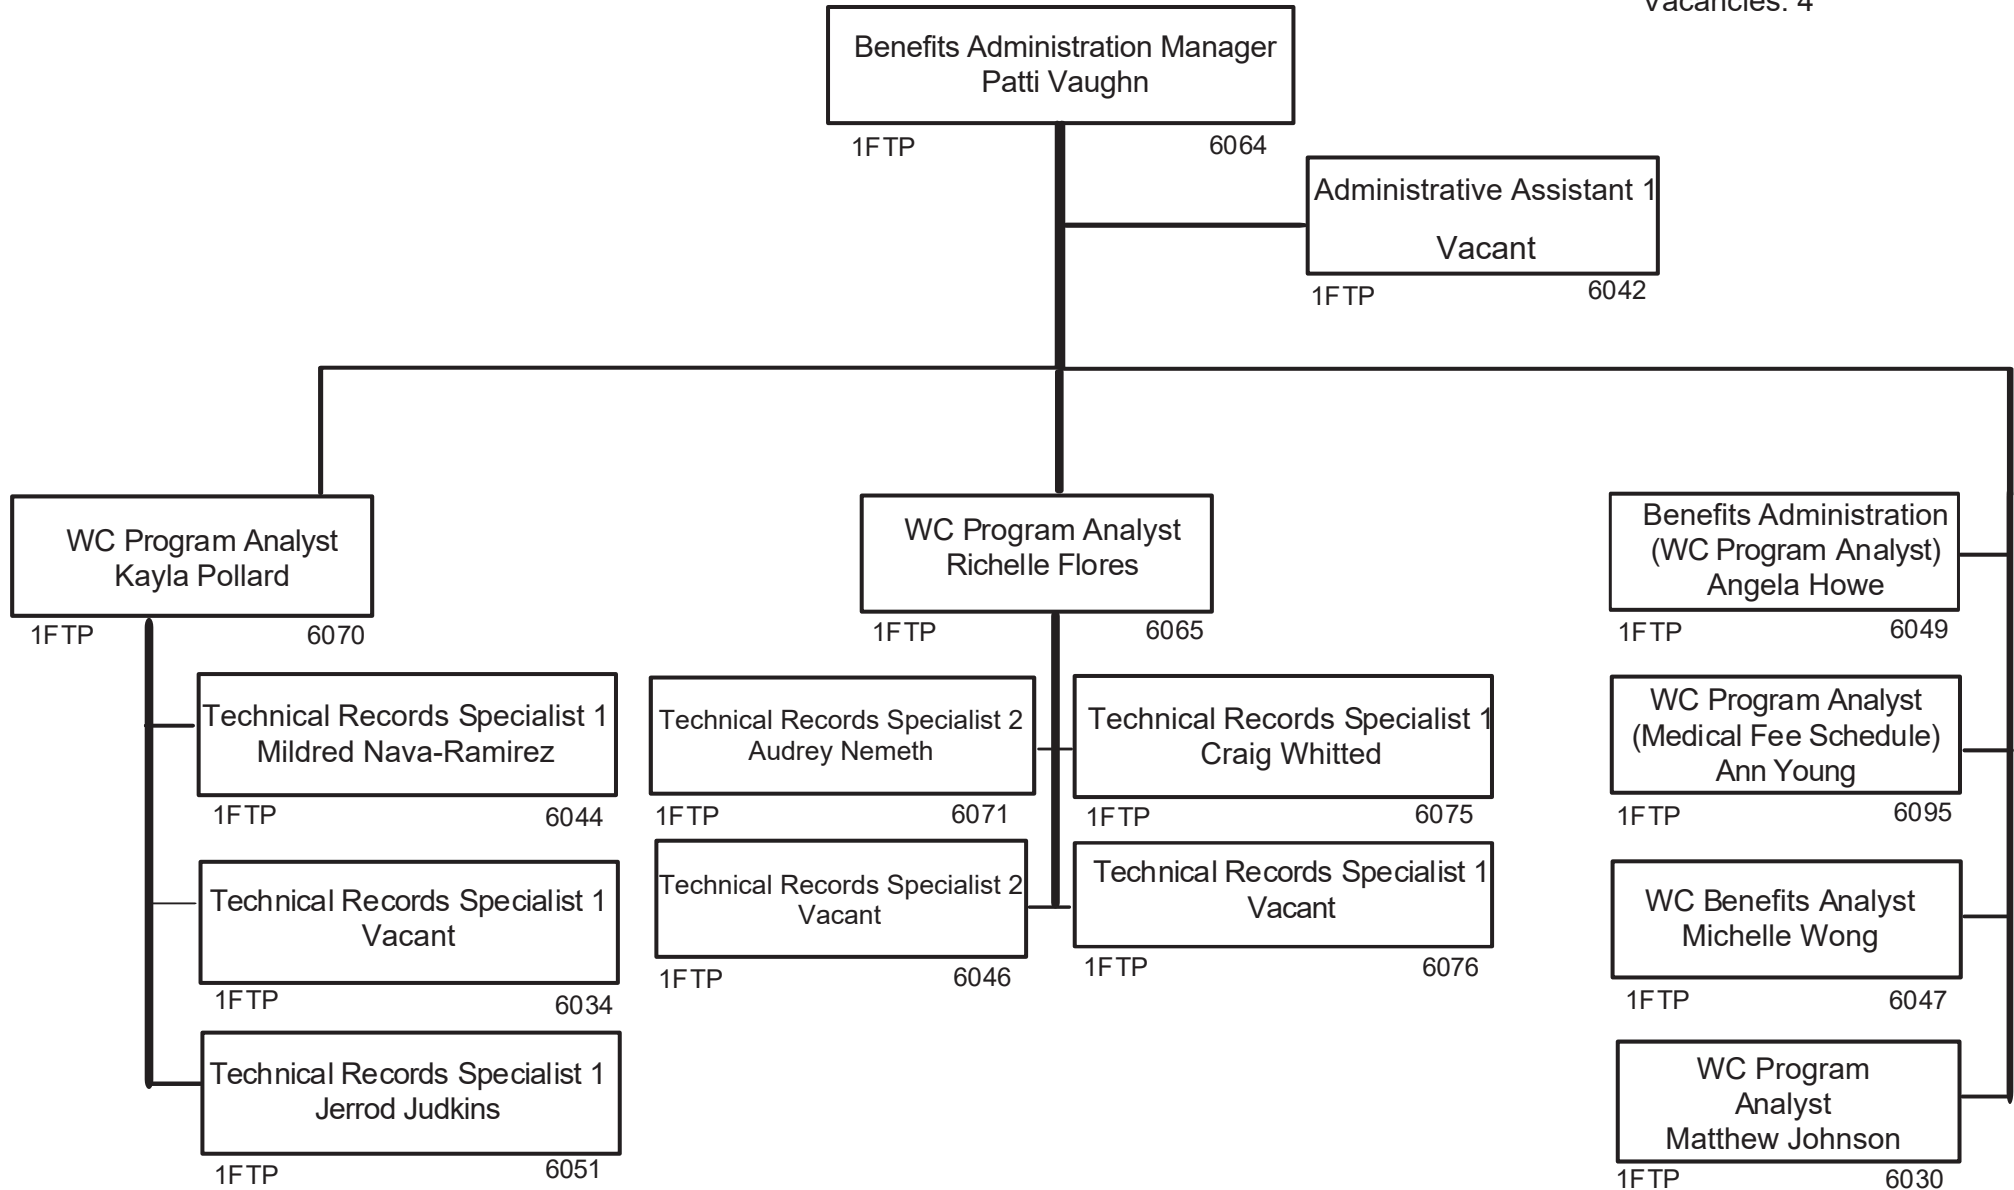 Vacancies: 4
Benefits Administration Manager
Patti Vaughn
1FTP
6064
Administrative Assistant 1
Vacant
1FTP
6042
WC Program Analyst
Kayla Pollard
1FTP
6070
Technical Records Specialist 1
Mildred Nava-Ramirez
1FTP
6044
Technical Records Specialist 1
Vacant
1FTP
6034
Technical Records Specialist 1
Jerrod Judkins
1FTP
6051
WC Program Analyst
Richelle Flores
1FTP
6065
Technical Records Specialist 2
Audrey Nemeth
1FTP
6071
Technical Records Specialist 1
Craig Whitted
1FTP
6075
Technical Records Specialist 2
Vacant
1FTP
6046
Technical Records Specialist 1
Vacant
1FTP
6076
Benefits Administration
(WC Program Analyst)
Angela Howe
1FTP
6049
WC Program Analyst
(Medical Fee Schedule)
Ann Young
1FTP
6095
WC Benefits Analyst
Michelle Wong
1FTP
6047
WC Program
Analyst
Matthew Johnson
1FTP
6030